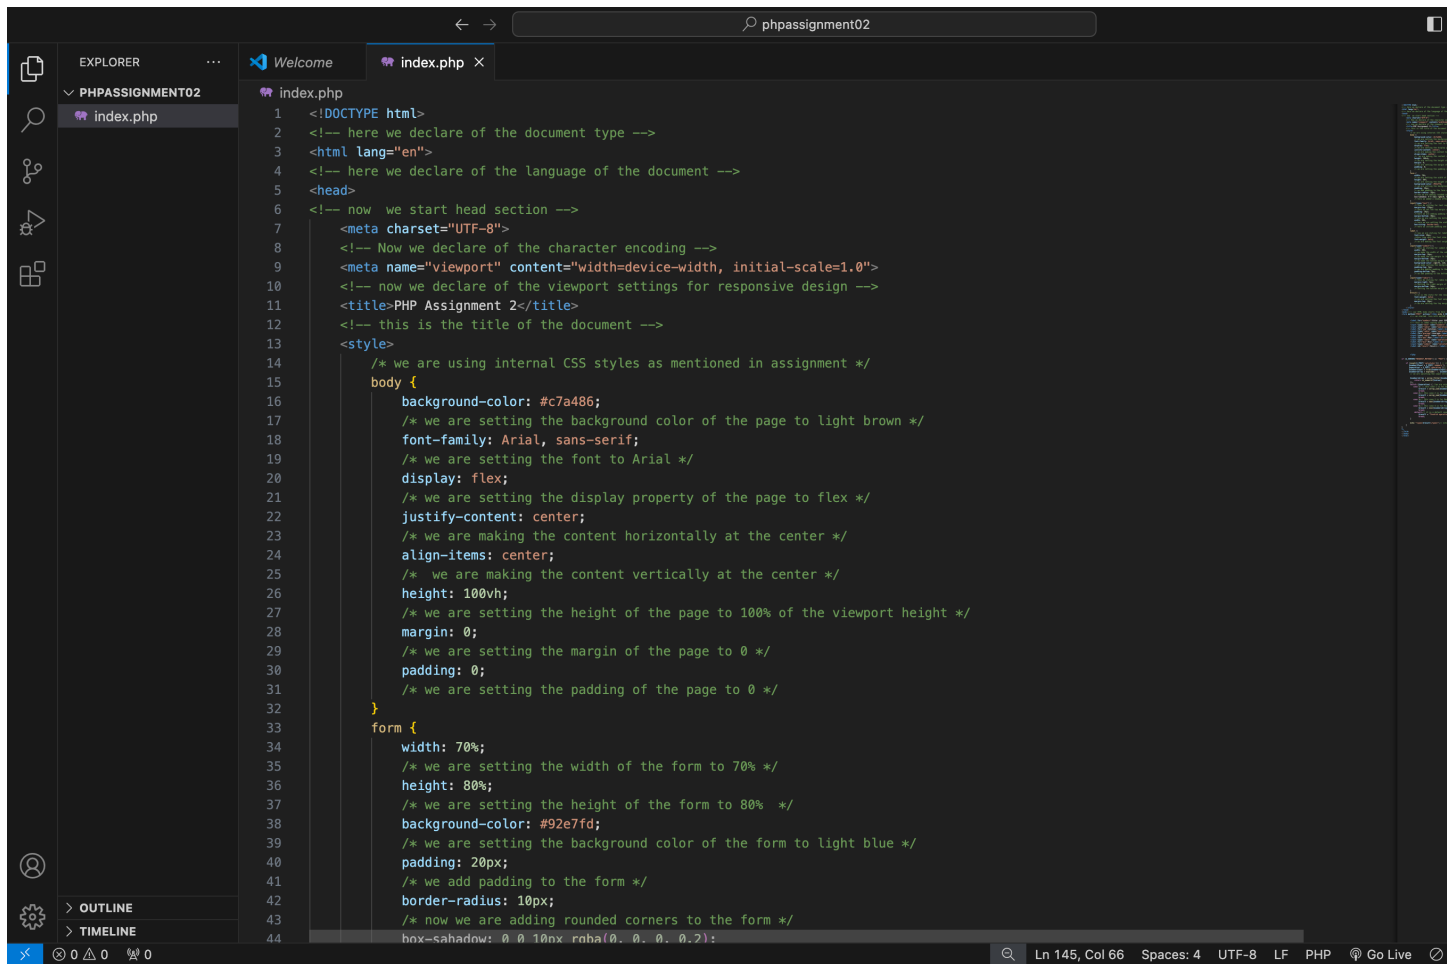 phpassignment02
EXPLORER
Welcome
index.php
PHPASSIGNMENT02
index.php
index.php
1 <!DOCTYPE html>
2 <!-- here we declare of the document type -->
3 <html lang="en">
4 <!-- here we declare of the language of the document -->
5 <head>
6 <!-- now  we start head section -->
7 <meta charset="UTF-8">
8 <!-- Now we declare of the character encoding -->
9 <meta name="viewport" content="width=device-width, initial-scale=1.0">
10 <!-- now we declare of the viewport settings for responsive design -->
11 <title>PHP Assignment 2</title>
12 <!-- this is the title of the document -->
13 <style>
14 /* we are using internal CSS styles as mentioned in assignment */
15 body {
16 background-color: #c7a486;
17 /* we are setting the background color of the page to light brown */
18 font-family: Arial, sans-serif;
19 /* we are setting the font to Arial */
20 display: flex;
21 /* we are setting the display property of the page to flex */
22 justify-content: center;
23 /* we are making the content horizontally at the center */
24 align-items: center;
25 /*  we are making the content vertically at the center */
26 height: 100vh;
27 /* we are setting the height of the page to 100% of the viewport height */
28 margin: 0;
29 /* we are setting the margin of the page to 0 */
30 padding: 0;
31 /* we are setting the padding of the page to 0 */
32 }
33 form {
34 width: 70%;
35 /* we are setting the width of the form to 70% */
36 height: 80%;
37 /* we are setting the height of the form to 80%  */
38 background-color: #92e7fd;
39 /* we are setting the background color of the form to light blue */
40 padding: 20px;
41 /* we add padding to the form */
42 border-radius: 10px;
43 /* now we are adding rounded corners to the form */
44 box-sahadow: 0 0 10px rgba(0, 0, 0, 0.2);
OUTLINE
TIMELINE
0 0 0
Ln 145, Col 66
Spaces: 4
UTF-8
LF
PHP
Go Live